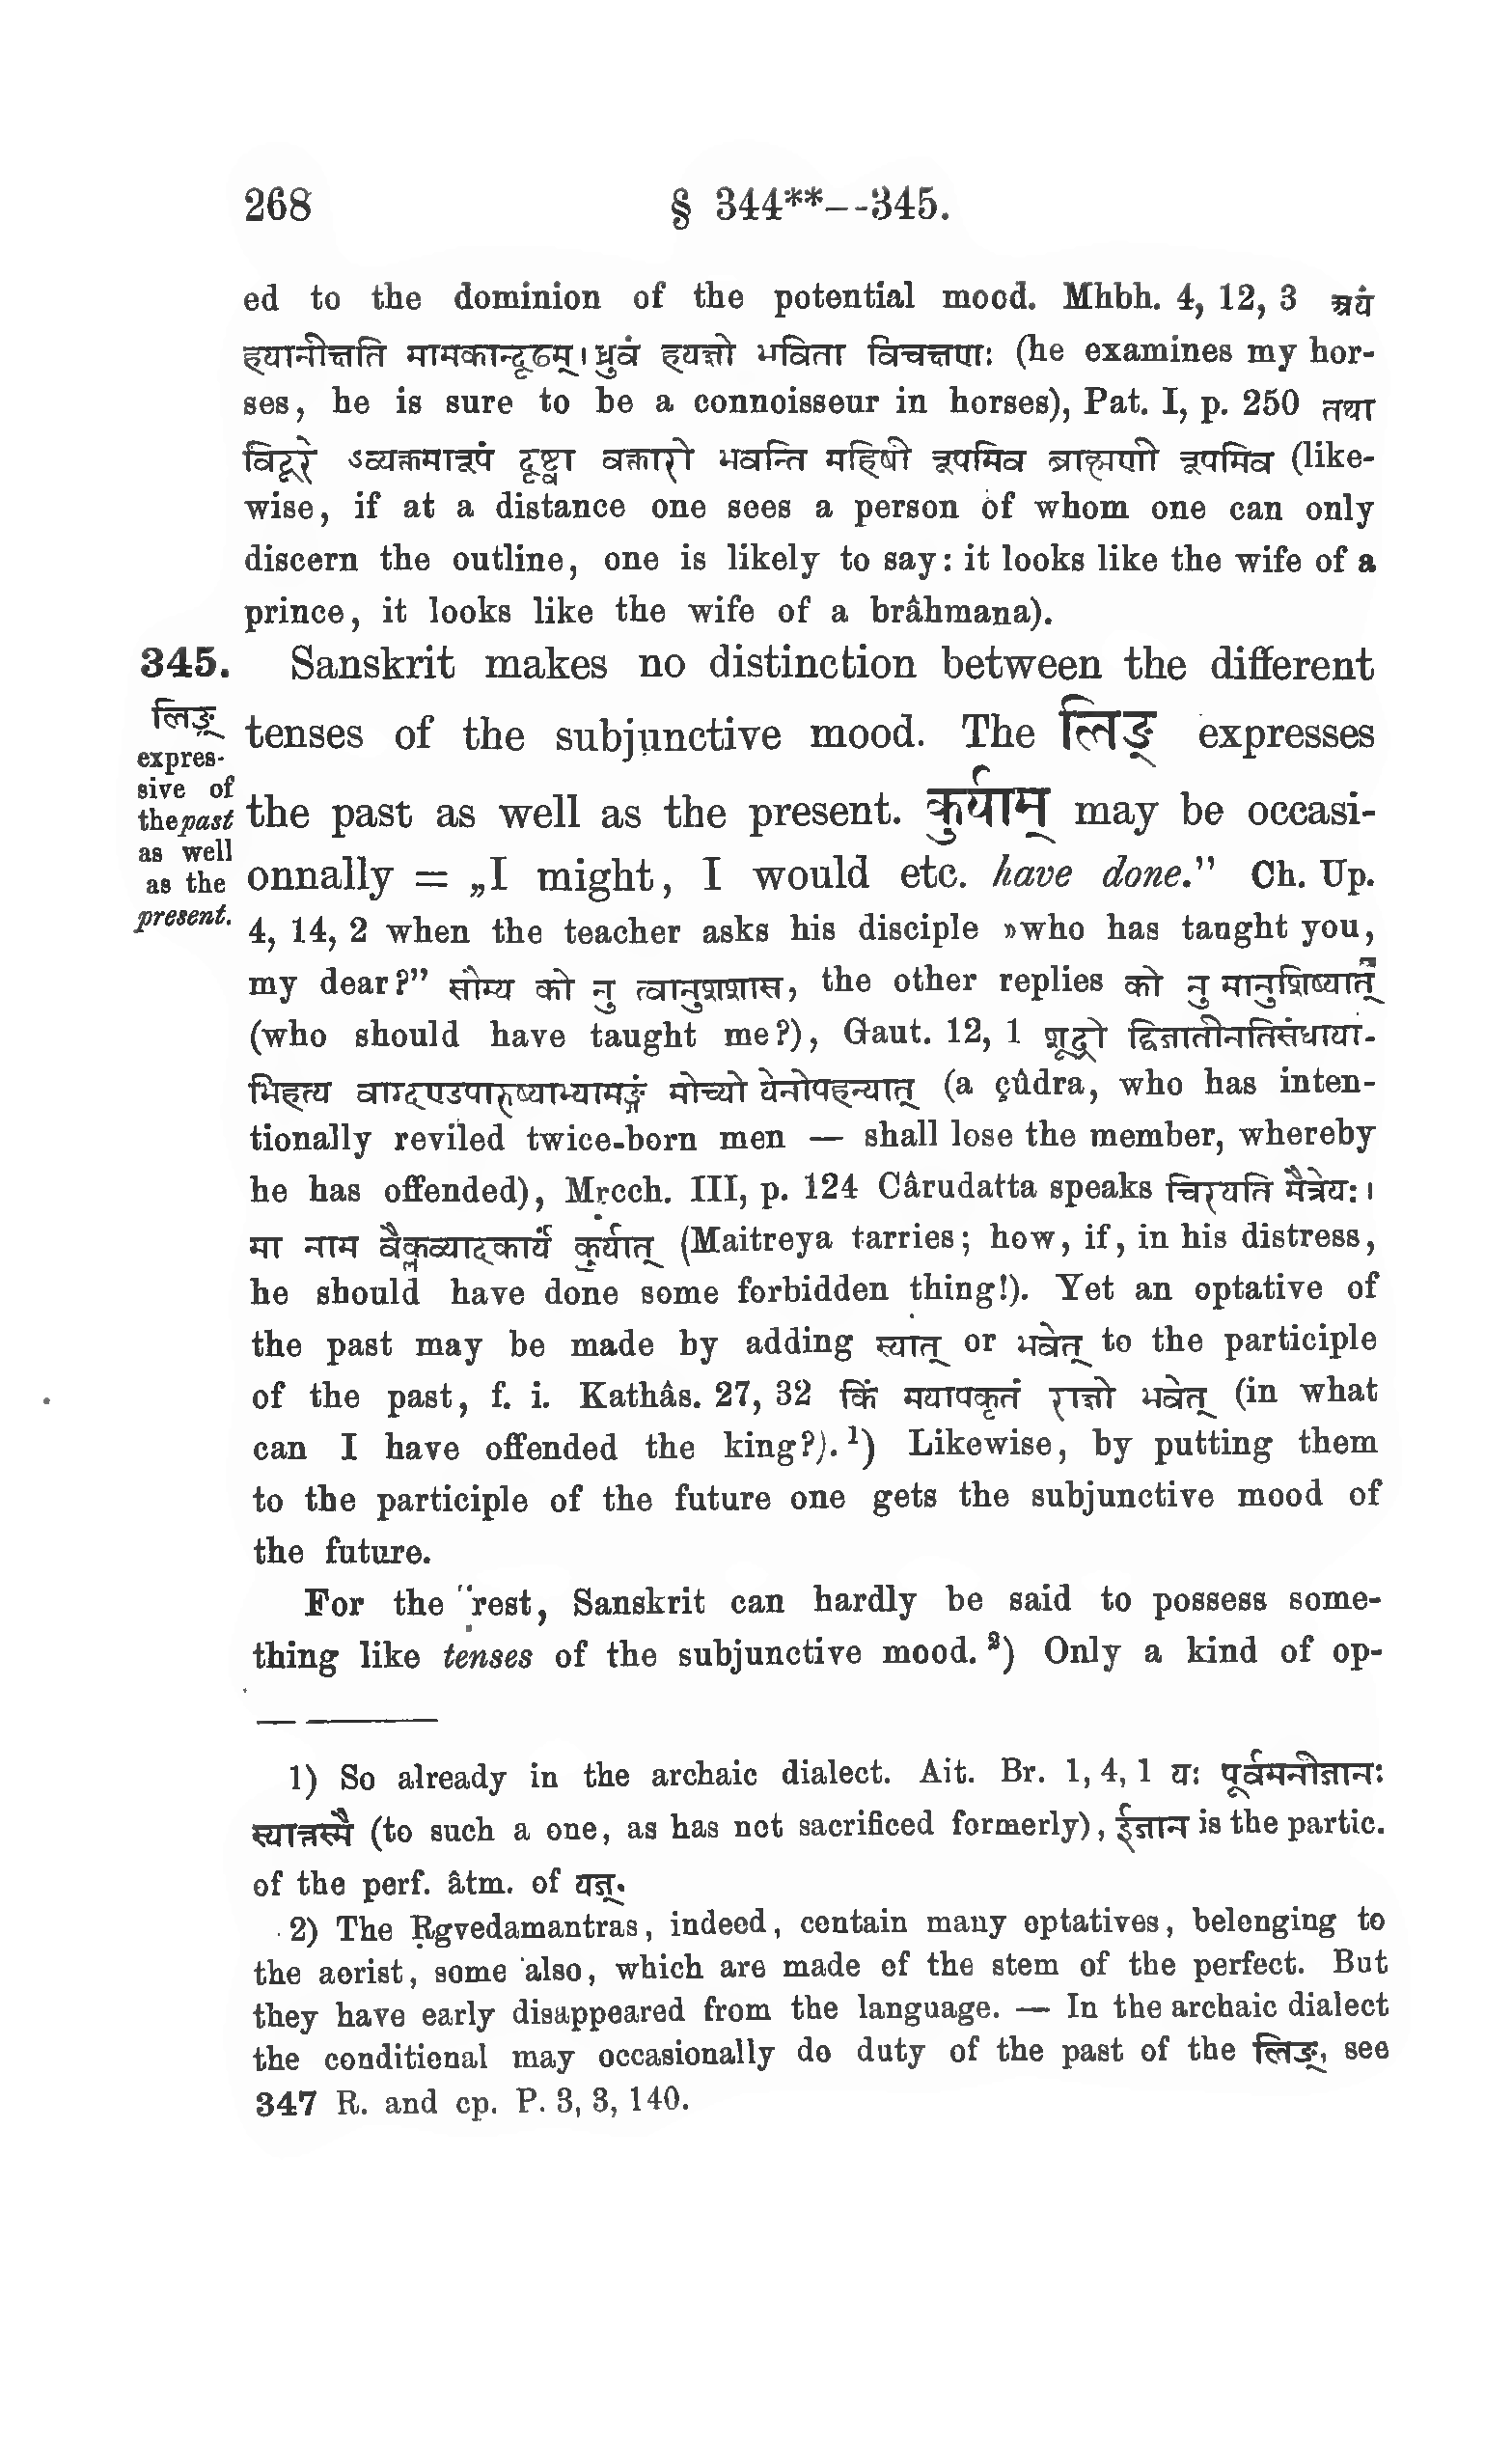 268 § 344**--345.
ed to the dominion of the potential mood. Mhbh. 4, 12, 3 अयं
हयानीक्षति मामकान्दृढम्। ध्रुवं हयज्ञो भविता विचक्षणः (he examines my hor-
ses, he is sure to be a connoisseur in horses), Pat. I, p. 250 तथा
विदूरे ऽव्यक्तमात्ररूपं दृष्ट्वा वक्तारो भवन्ति महिषी रूपमिव ब्राह्मणी रूपमिव (like-
wise, if at a distance one sees a person of whom one can only
discern the outline, one is likely to say: it looks like the wife of a
prince, it looks like the wife of a brâhmana).
345. Sanskrit makes no distinction between the different
लिङ्
expres-
sive of
the past
as well
as the
present.
tenses of the subjunctive mood. The लिङ् expresses
the past as well as the present. कुर्याम् may be occasi-
onnally = „I might, I would etc. have done." Ch. Up.
4, 14, 2 when the teacher asks his disciple »who has taught you,
my dear?" सोम्य को नु त्वानुशशास, the other replies को नु मानुशिष्यात्
(who should have taught me?), Gaut. 12, 1 शूद्रो द्विजातीनतिसंधाया-
भिहत्य वाग्दण्डपारुष्याभ्यामङ्गं मोच्यो येनोपहन्यात् (a çûdra, who has inten-
tionally reviled twice-born men — shall lose the member, whereby
he has offended), Mṛcch. III, p. 124 Cârudatta speaks चिरयति मैत्रेयः।
मा नाम वैक्लव्यादकार्यं कुर्यात् (Maitreya tarries; how, if, in his distress,
he should have done some forbidden thing!). Yet an optative of
the past may be made by adding स्यात् or भवेत् to the participle
of the past, f. i. Kathâs. 27, 32 किं मयापकृतं राज्ञो भवेत् (in what
can I have offended the king?).¹) Likewise, by putting them
to the participle of the future one gets the subjunctive mood of
the future.
For the rest, Sanskrit can hardly be said to possess some-
thing like tenses of the subjunctive mood.²) Only a kind of op-
1) So already in the archaic dialect. Ait. Br. 1, 4, 1 यः पूर्वमनीजानः
स्यात्तस्मै (to such a one, as has not sacrificed formerly), ईजान is the partic.
of the perf. âtm. of यज्.
2) The Ṛgvedamantras, indeed, contain many optatives, belonging to
the aorist, some also, which are made of the stem of the perfect. But
they have early disappeared from the language. — In the archaic dialect
the conditional may occasionally do duty of the past of the लिङ्, see
347 R. and cp. P. 3, 3, 140.